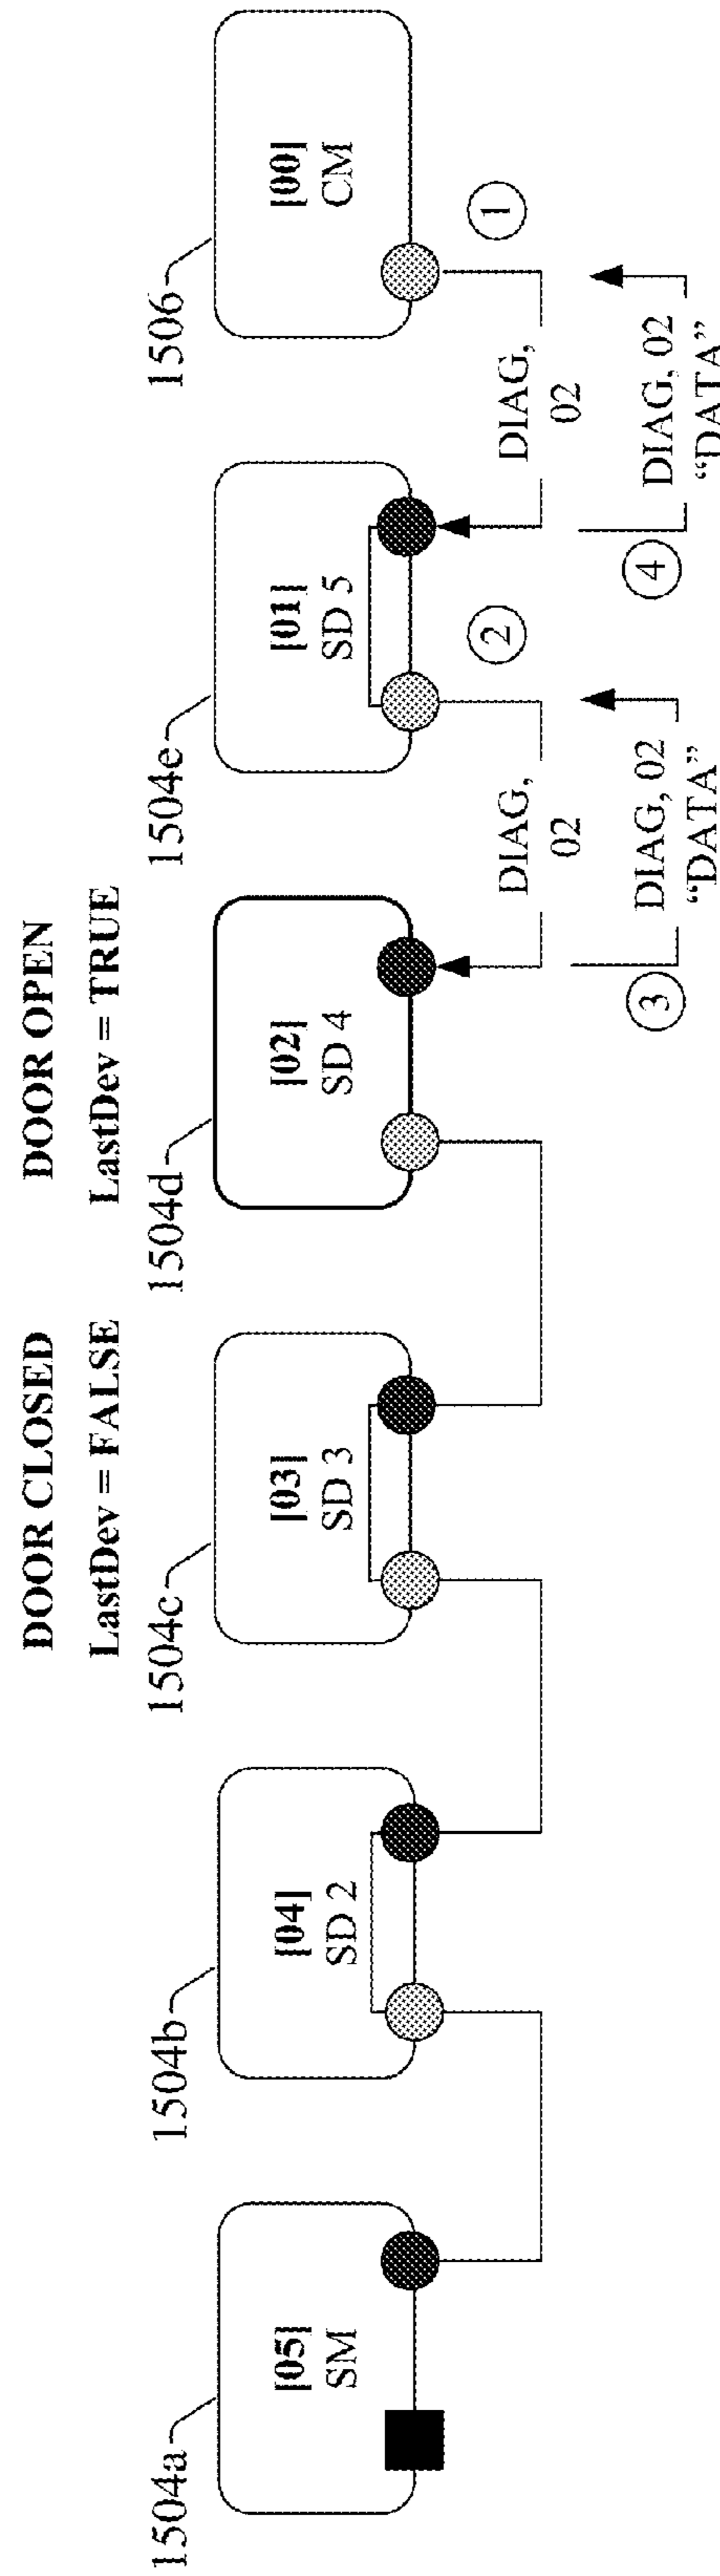 DOOR CLOSED
LastDev = FALSE
DOOR OPEN
LastDev = TRUE
1504a
[05]
SM
1504b
[04]
SD 2
1504c
[03]
SD 3
1504d
[02]
SD 4
1504e
[01]
SD 5
1506
[00]
CM
DIAG,
02
2
DIAG,
02
1
3
DIAG, 02
"DATA"
4
DIAG, 02
"DATA"